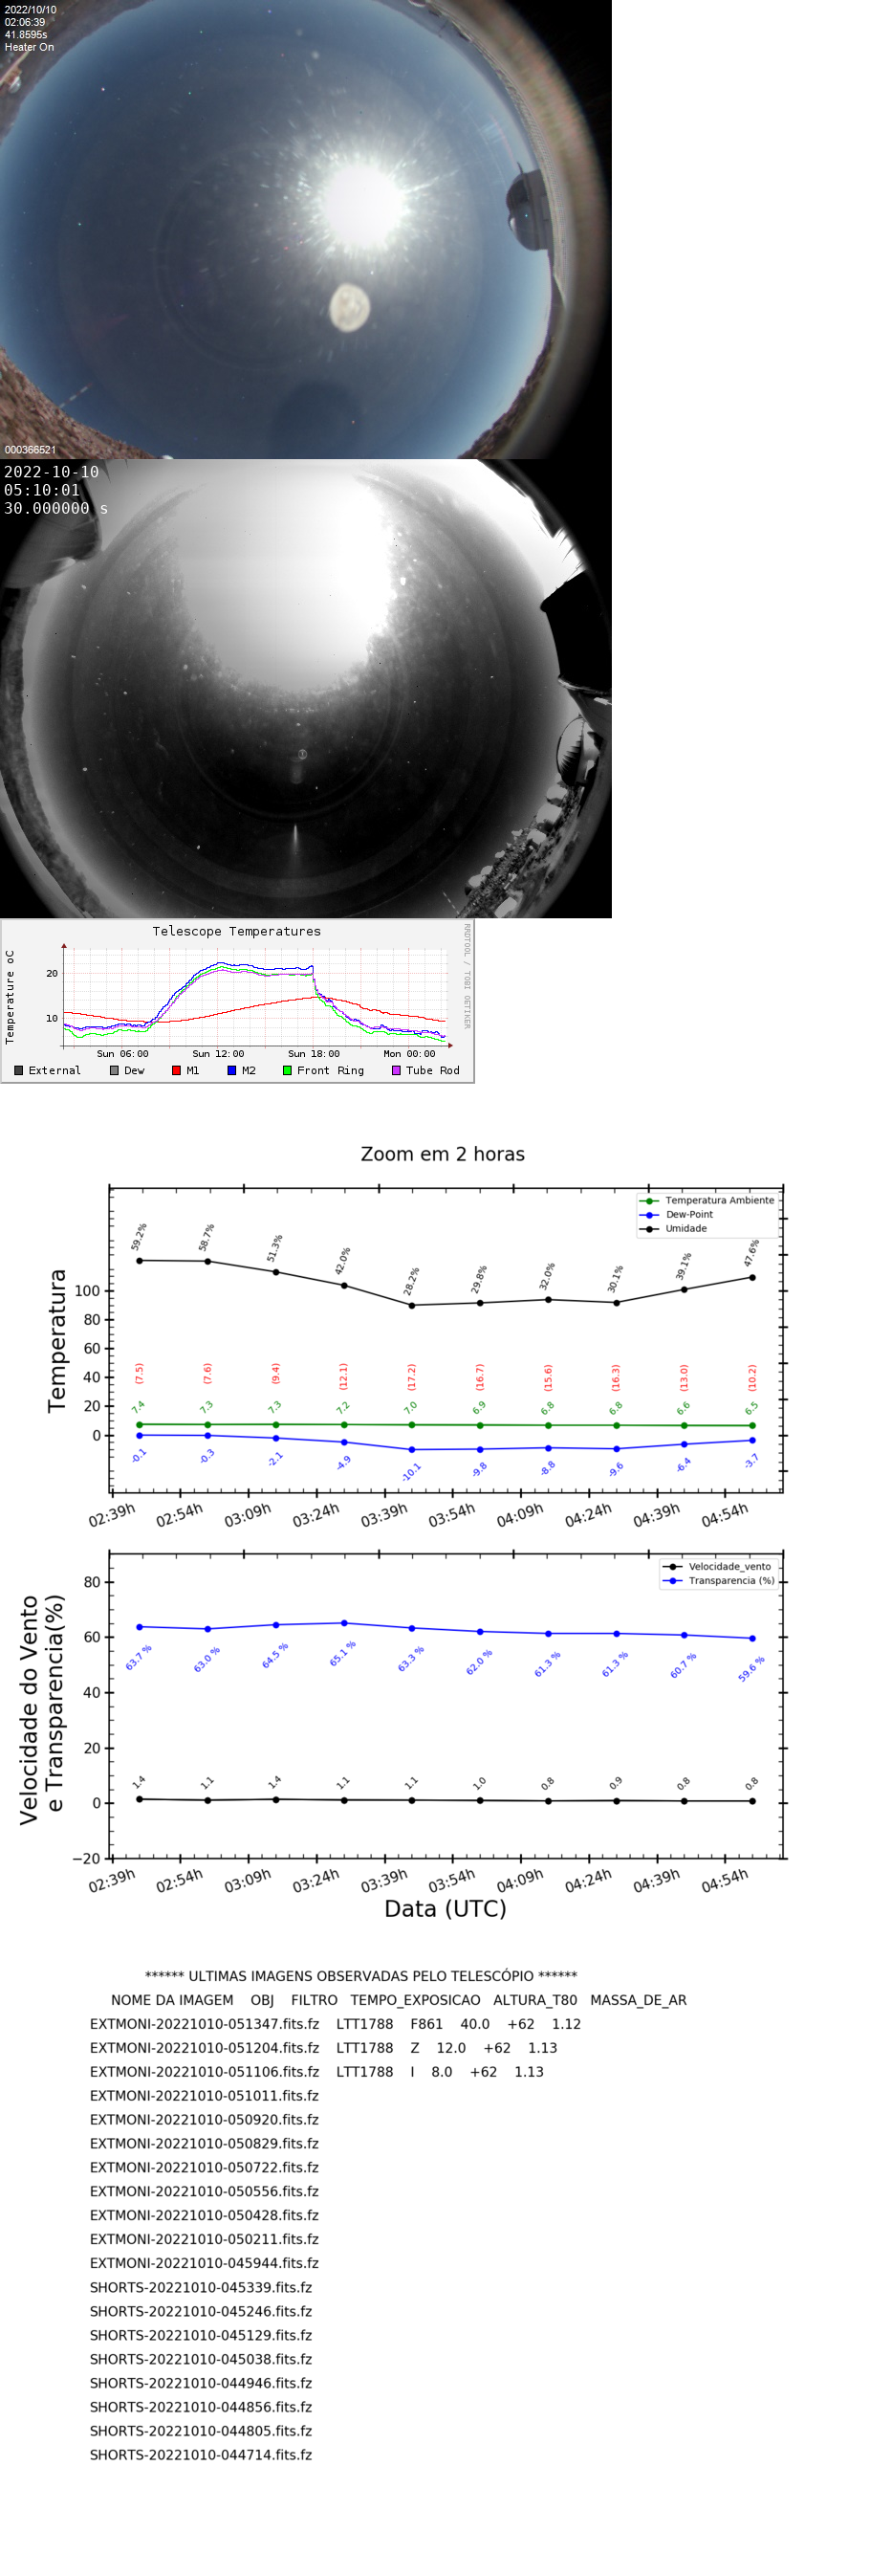 2022/10/10
02:06:39
41.8595s
Heater On
000366521
2022-10-10
05:10:01
30.000000 s
Telescope Temperatures
RRDTOOL / TOBI OETIKER
Temperature oC
20
10
Sun 06:00 Sun 12:00 Sun 18:00 Mon 00:00
External Dew M1 M2 Front Ring Tube Rod
Zoom em 2 horas
Temperatura Ambiente
Dew-Point
Umidade
Temperatura
100
80
60
40
20
0
59.2% 58.7% 51.3% 42.0% 28.2% 29.8% 32.0% 30.1% 39.1% 47.6%
(7.5) (7.6) (9.4) (12.1) (17.2) (16.7) (15.6) (16.3) (13.0) (10.2)
7.4 7.3 7.3 7.2 7.0 6.9 6.8 6.8 6.6 6.5
-0.1 -0.3 -2.1 -4.9 -10.1 -9.8 -8.8 -9.6 -6.4 -3.7
02:39h 02:54h 03:09h 03:24h 03:39h 03:54h 04:09h 04:24h 04:39h 04:54h
Velocidade_vento
Transparencia (%)
Velocidade do Vento
e Transparencia(%)
80
60
40
20
0
−20
63.7 % 63.0 % 64.5 % 65.1 % 63.3 % 62.0 % 61.3 % 61.3 % 60.7 % 59.6 %
1.4 1.1 1.4 1.1 1.1 1.0 0.8 0.9 0.8 0.8
02:39h 02:54h 03:09h 03:24h 03:39h 03:54h 04:09h 04:24h 04:39h 04:54h
Data (UTC)
****** ULTIMAS IMAGENS OBSERVADAS PELO TELESCÓPIO ******
NOME DA IMAGEM OBJ FILTRO TEMPO_EXPOSICAO ALTURA_T80 MASSA_DE_AR
EXTMONI-20221010-051347.fits.fz LTT1788 F861 40.0 +62 1.12
EXTMONI-20221010-051204.fits.fz LTT1788 Z 12.0 +62 1.13
EXTMONI-20221010-051106.fits.fz LTT1788 I 8.0 +62 1.13
EXTMONI-20221010-051011.fits.fz
EXTMONI-20221010-050920.fits.fz
EXTMONI-20221010-050829.fits.fz
EXTMONI-20221010-050722.fits.fz
EXTMONI-20221010-050556.fits.fz
EXTMONI-20221010-050428.fits.fz
EXTMONI-20221010-050211.fits.fz
EXTMONI-20221010-045944.fits.fz
SHORTS-20221010-045339.fits.fz
SHORTS-20221010-045246.fits.fz
SHORTS-20221010-045129.fits.fz
SHORTS-20221010-045038.fits.fz
SHORTS-20221010-044946.fits.fz
SHORTS-20221010-044856.fits.fz
SHORTS-20221010-044805.fits.fz
SHORTS-20221010-044714.fits.fz